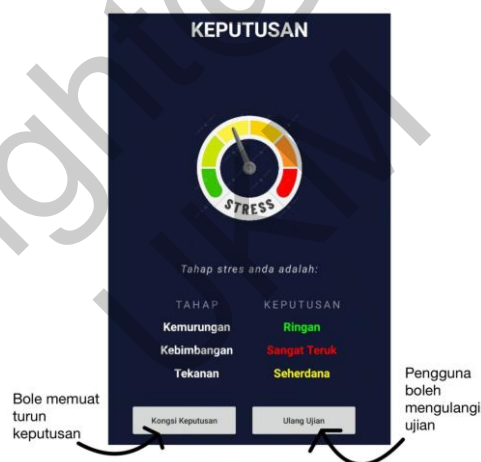 KEPUTUSAN
STRESS
Tahap stres anda adalah:
TAHAP KEPUTUSAN
Kemurungan Ringan
Kebimbangan Sangat Teruk
Tekanan Seherdana
Kongsi Keputusan Ulang Ujian
Bole memuat
turun
keputusan
Pengguna
boleh
mengulangi
ujian
UKM